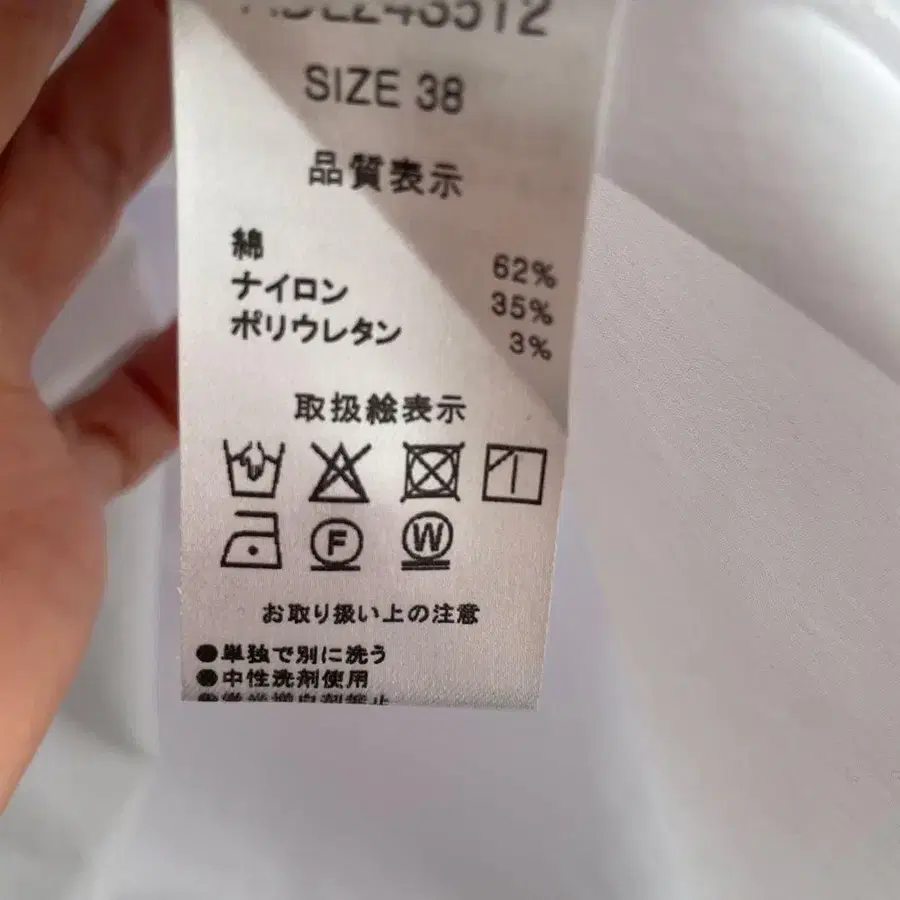 SIZE 38
品質表示
綿 62%
ナイロン 35%
ポリウレタン 3%
取扱絵表示
F W
お取り扱い上の注意
●単独で別に洗う
●中性洗剤使用